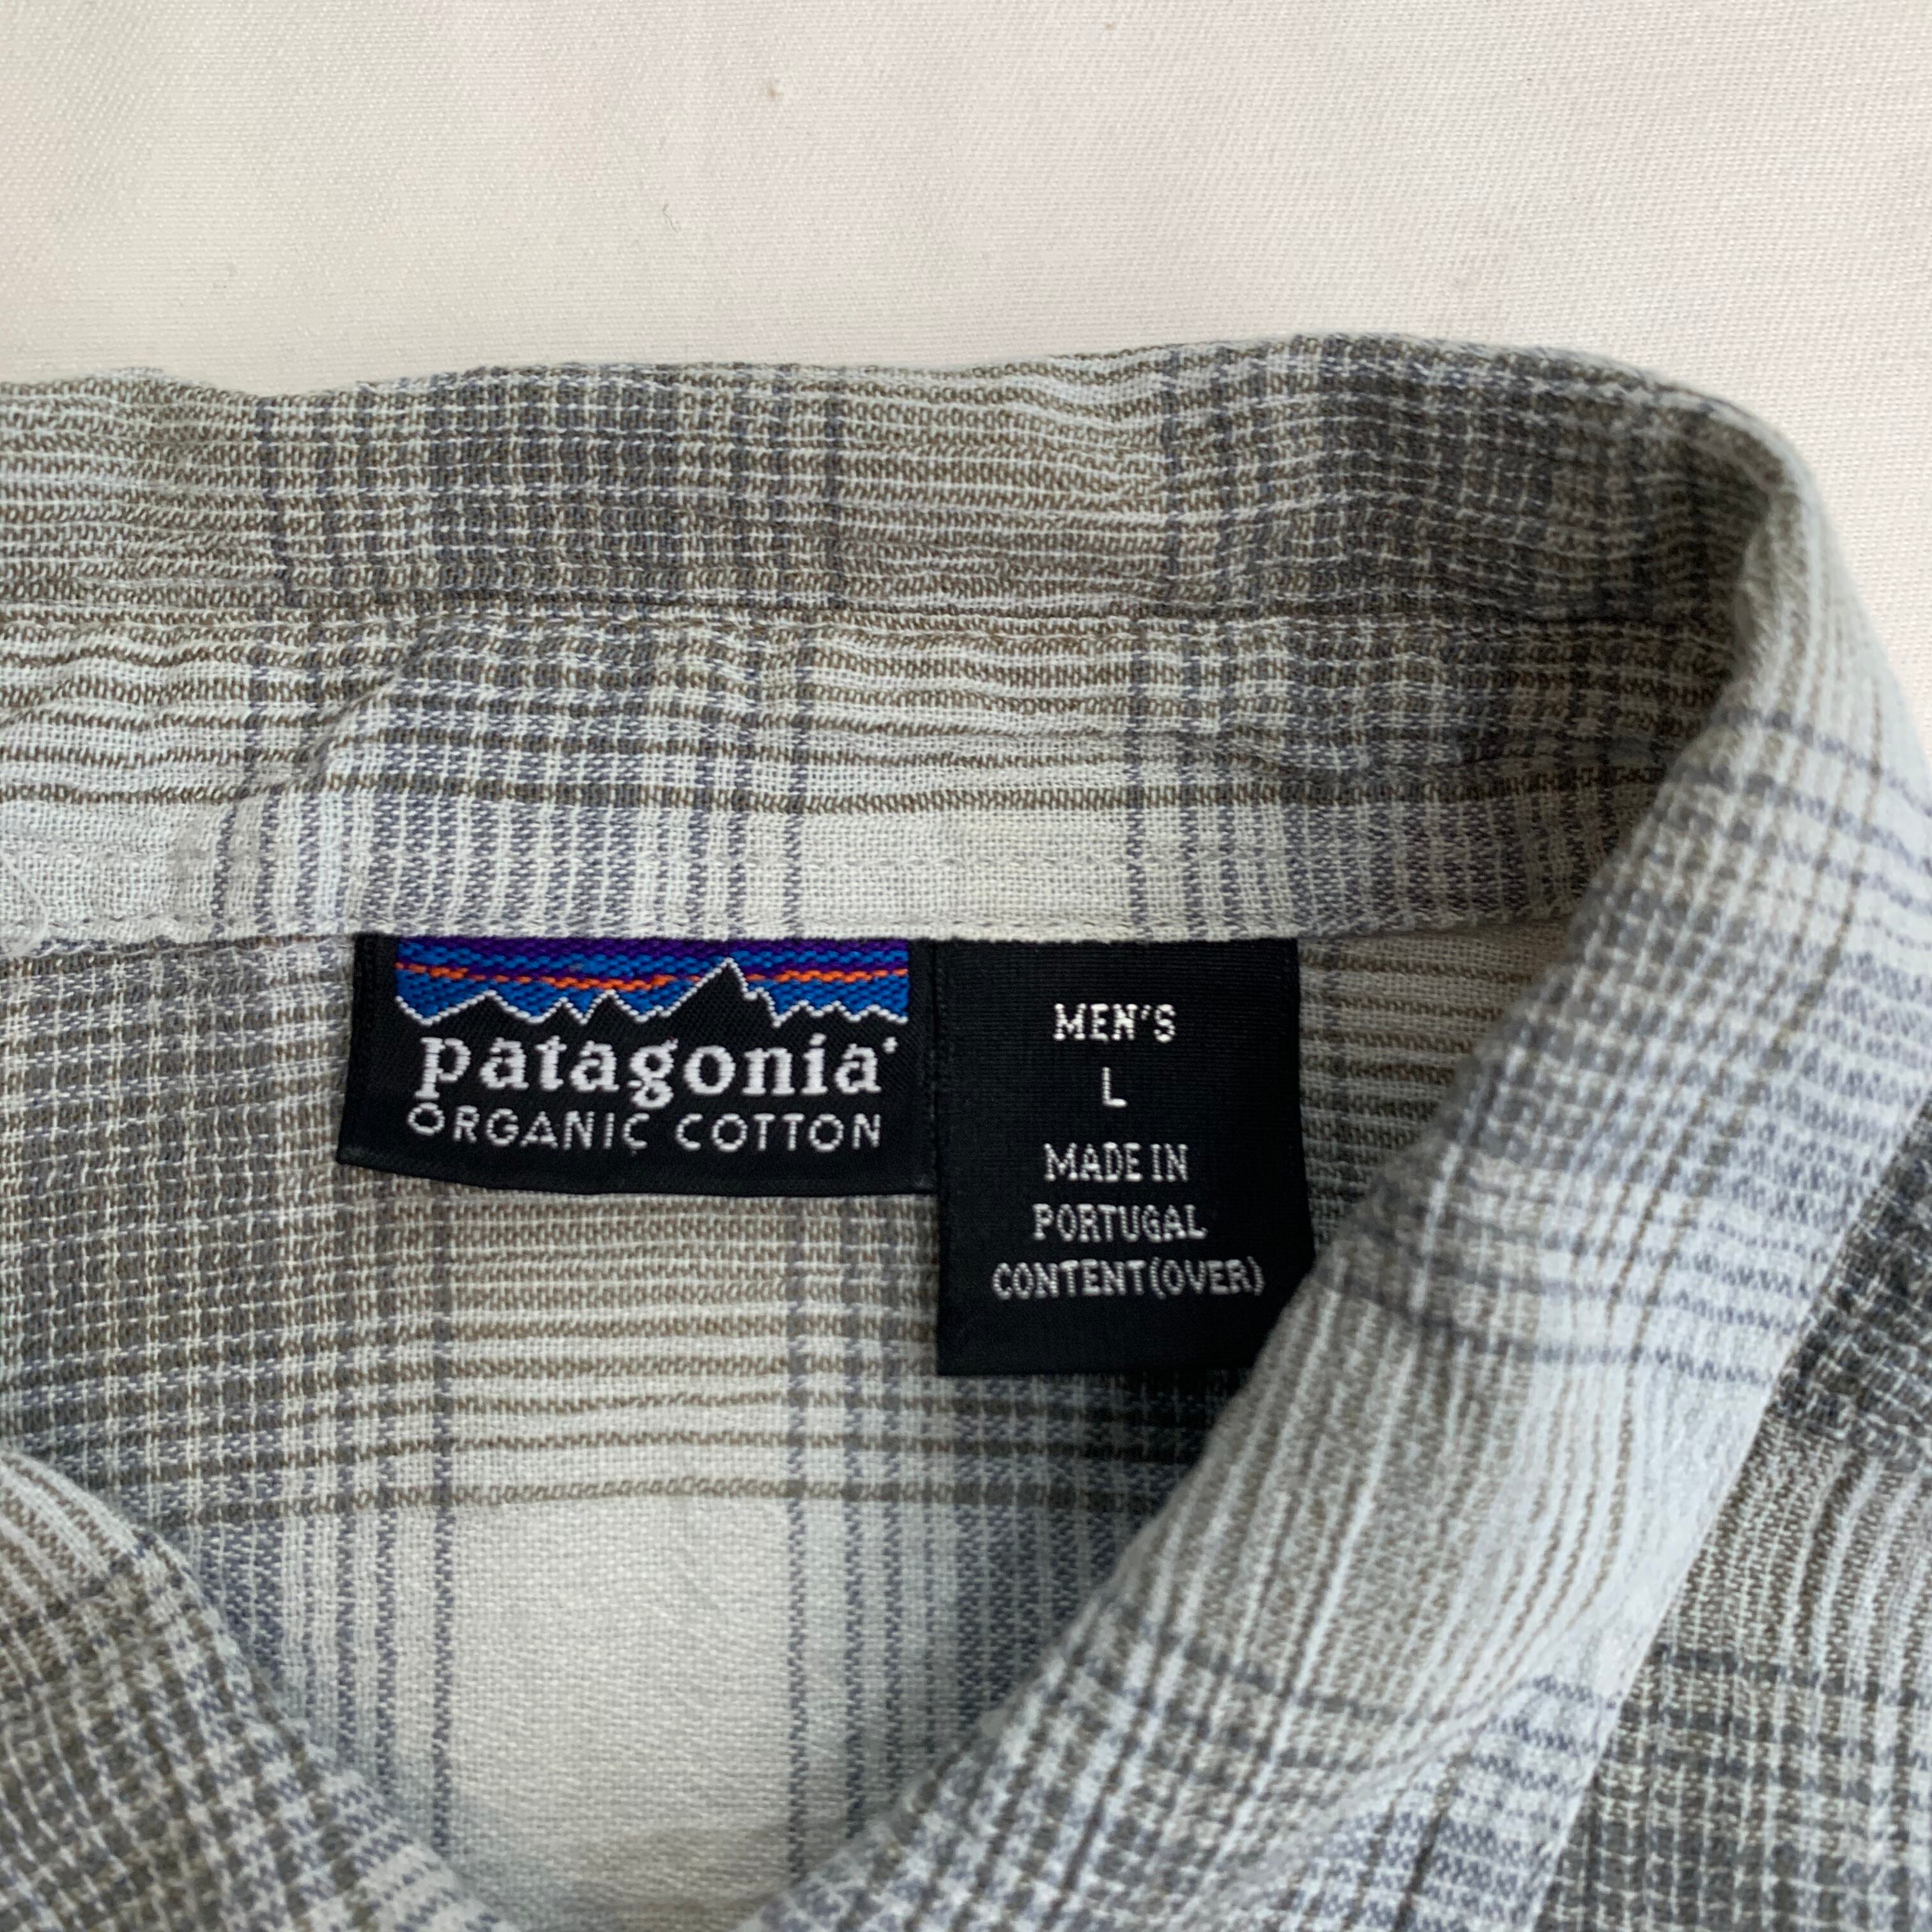 patagonia®
ORGANIC COTTON
MEN'S
L
MADE IN
PORTUGAL
CONTENT(OVER)